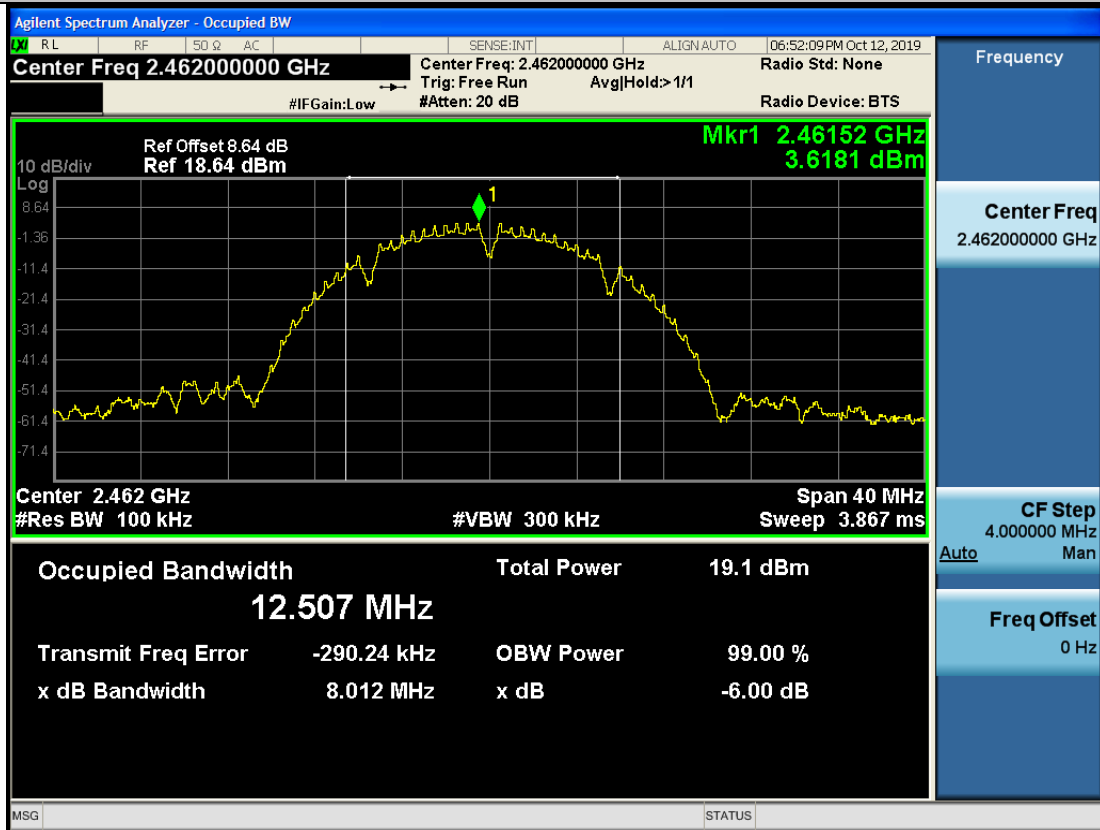 Agilent Spectrum Analyzer - Occupied BW
LXI RL RF 50 Ω AC SENSE:INT ALIGN AUTO 06:52:09 PM Oct 12, 2019
Center Freq 2.462000000 GHz
Center Freq: 2.462000000 GHz
Radio Std: None
Trig: Free Run Avg|Hold:>1/1
#IFGain:Low
#Atten: 20 dB
Radio Device: BTS
Ref Offset 8.64 dB
10 dB/div Ref 18.64 dBm
Mkr1 2.46152 GHz
3.6181 dBm
Log
8.64
-1.36
-11.4
-21.4
-31.4
-41.4
-51.4
-61.4
-71.4
1
Center 2.462 GHz Span 40 MHz
#Res BW 100 kHz #VBW 300 kHz Sweep 3.867 ms
Occupied Bandwidth Total Power 19.1 dBm
12.507 MHz
Transmit Freq Error -290.24 kHz OBW Power 99.00 %
x dB Bandwidth 8.012 MHz x dB -6.00 dB
Frequency
Center Freq
2.462000000 GHz
CF Step
4.000000 MHz
Auto Man
Freq Offset
0 Hz
MSG STATUS